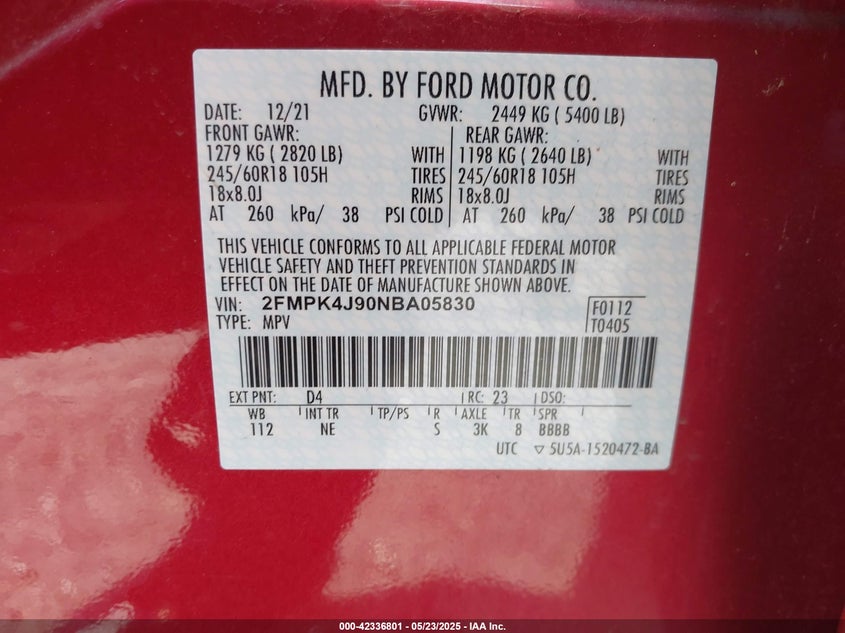 MFD. BY FORD MOTOR CO.
DATE: 12/21 GVWR: 2449 KG ( 5400 LB)
FRONT GAWR: REAR GAWR:
1279 KG ( 2820 LB) WITH 1198 KG ( 2640 LB) WITH
245/60R18 105H TIRES 245/60R18 105H TIRES
18x8.0J RIMS 18x8.0J RIMS
AT 260 kPa/ 38 PSI COLD AT 260 kPa/ 38 PSI COLD
THIS VEHICLE CONFORMS TO ALL APPLICABLE FEDERAL MOTOR
VEHICLE SAFETY AND THEFT PREVENTION STANDARDS IN
EFFECT ON THE DATE OF MANUFACTURE SHOWN ABOVE.
VIN: 2FMPK4J90NBA05830 F0112
TYPE: MPV T0405
EXT PNT: D4 RC: 23 DSO:
WB INT TR TP/PS R AXLE TR SPR
112 NE S 3K 8 BBBB
UTC ▽ 5U5A-1520472-BA
000-42336801 - 05/23/2025 - IAA Inc.